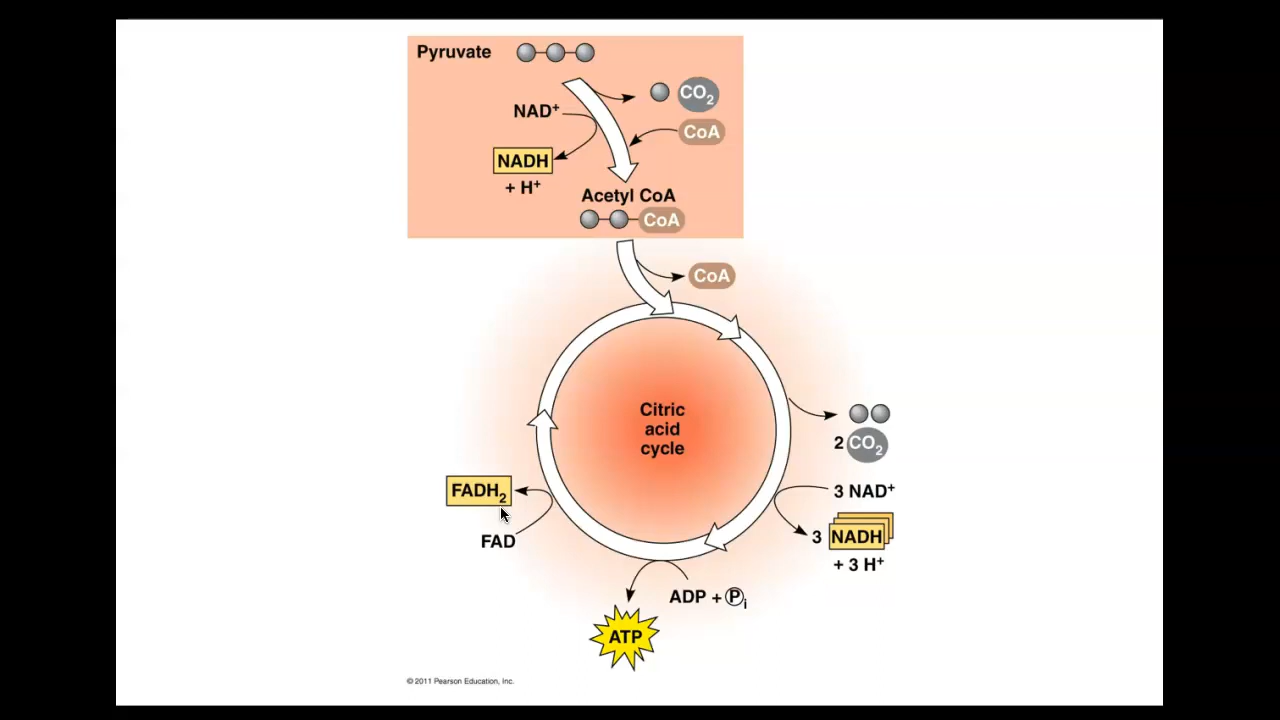 Pyruvate
CO₂
NAD⁺
CoA
NADH
+ H⁺
Acetyl CoA
CoA
CoA
Citric
acid
cycle
2 CO₂
FADH₂
3 NAD⁺
3 NADH
FAD
+ 3 H⁺
ADP + Pᵢ
ATP
© 2011 Pearson Education, Inc.